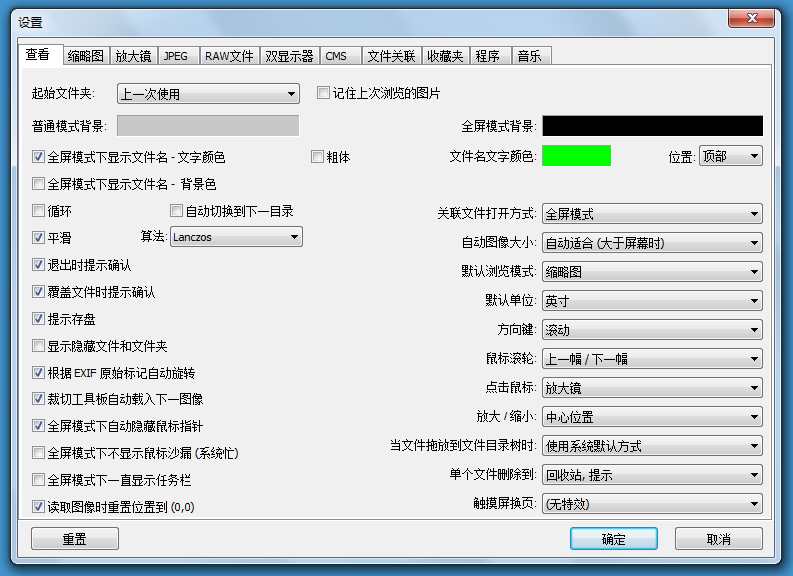 设置
查看 缩略图 放大镜 JPEG RAW文件 双显示器 CMS 文件关联 收藏夹 程序 音乐
起始文件夹: 上一次使用 记住上次浏览的图片
普通模式背景: 全屏模式背景:
全屏模式下显示文件名 - 文字颜色 粗体 文件名文字颜色: 位置: 顶部
全屏模式下显示文件名 - 背景色
循环 自动切换到下一目录 关联文件打开方式: 全屏模式
平滑 算法: Lanczos 自动图像大小: 自动适合 (大于屏幕时)
退出时提示确认 默认浏览模式: 缩略图
覆盖文件时提示确认 默认单位: 英寸
提示存盘 方向键: 滚动
显示隐藏文件和文件夹 鼠标滚轮: 上一幅 / 下一幅
根据 EXIF 原始标记自动旋转 点击鼠标: 放大镜
裁切工具板自动载入下一图像 放大 / 缩小: 中心位置
全屏模式下自动隐藏鼠标指针 当文件拖放到文件目录树时: 使用系统默认方式
全屏模式下不显示鼠标沙漏 (系统忙) 单个文件删除到: 回收站, 提示
全屏模式下一直显示任务栏 触摸屏换页: (无特效)
读取图像时重置位置到 (0,0)
重置 确定 取消